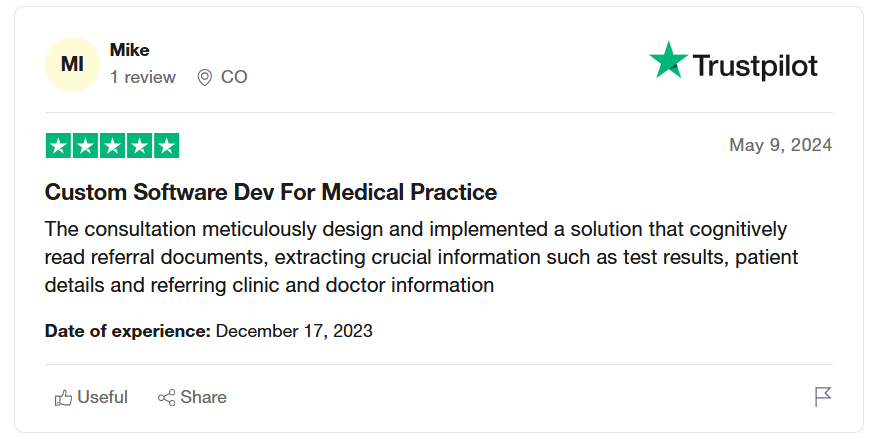 MI
Mike
1 review CO
Trustpilot
May 9, 2024
Custom Software Dev For Medical Practice
The consultation meticulously design and implemented a solution that cognitively
read referral documents, extracting crucial information such as test results, patient
details and referring clinic and doctor information
Date of experience: December 17, 2023
Useful Share